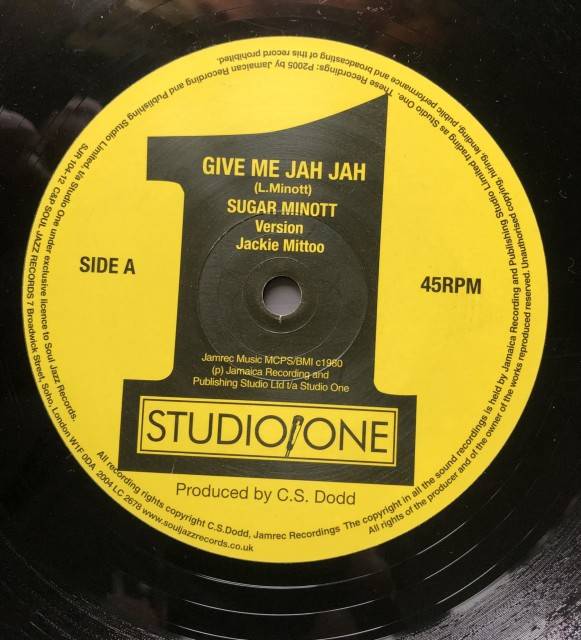 GIVE ME JAH JAH
(L.Minott)
SUGAR MINOTT
Version
Jackie Mittoo
SIDE A
45RPM
Jamrec Music MCPS/BMI c1960
(p) Jamaica Recording and
Publishing Studio Ltd t/a Studio One
STUDIO ONE
Produced by C.S. Dodd
SJR 104-12 C&P SOUL JAZZ RECORDS 7 Broadwick Street, Soho, London W1F 0DA 2004 LC 2678 www.souljazzrecords.co.uk
These Recordings: P2005 by Jamaican Recording and Publishing Studio Limited, t/a Studio One under exclusive licence to Soul Jazz Records.
All recording rights copyright C.S.Dodd, Jamrec Recordings The copyright in all the sound recordings is held by Jamaica Recording and Publishing Studio Limited trading as Studio One.
All rights of the producer and of the owner of the works reproduced reserved. Unauthorised copying, hiring, lending, public performance and broadcasting of this record prohibited.